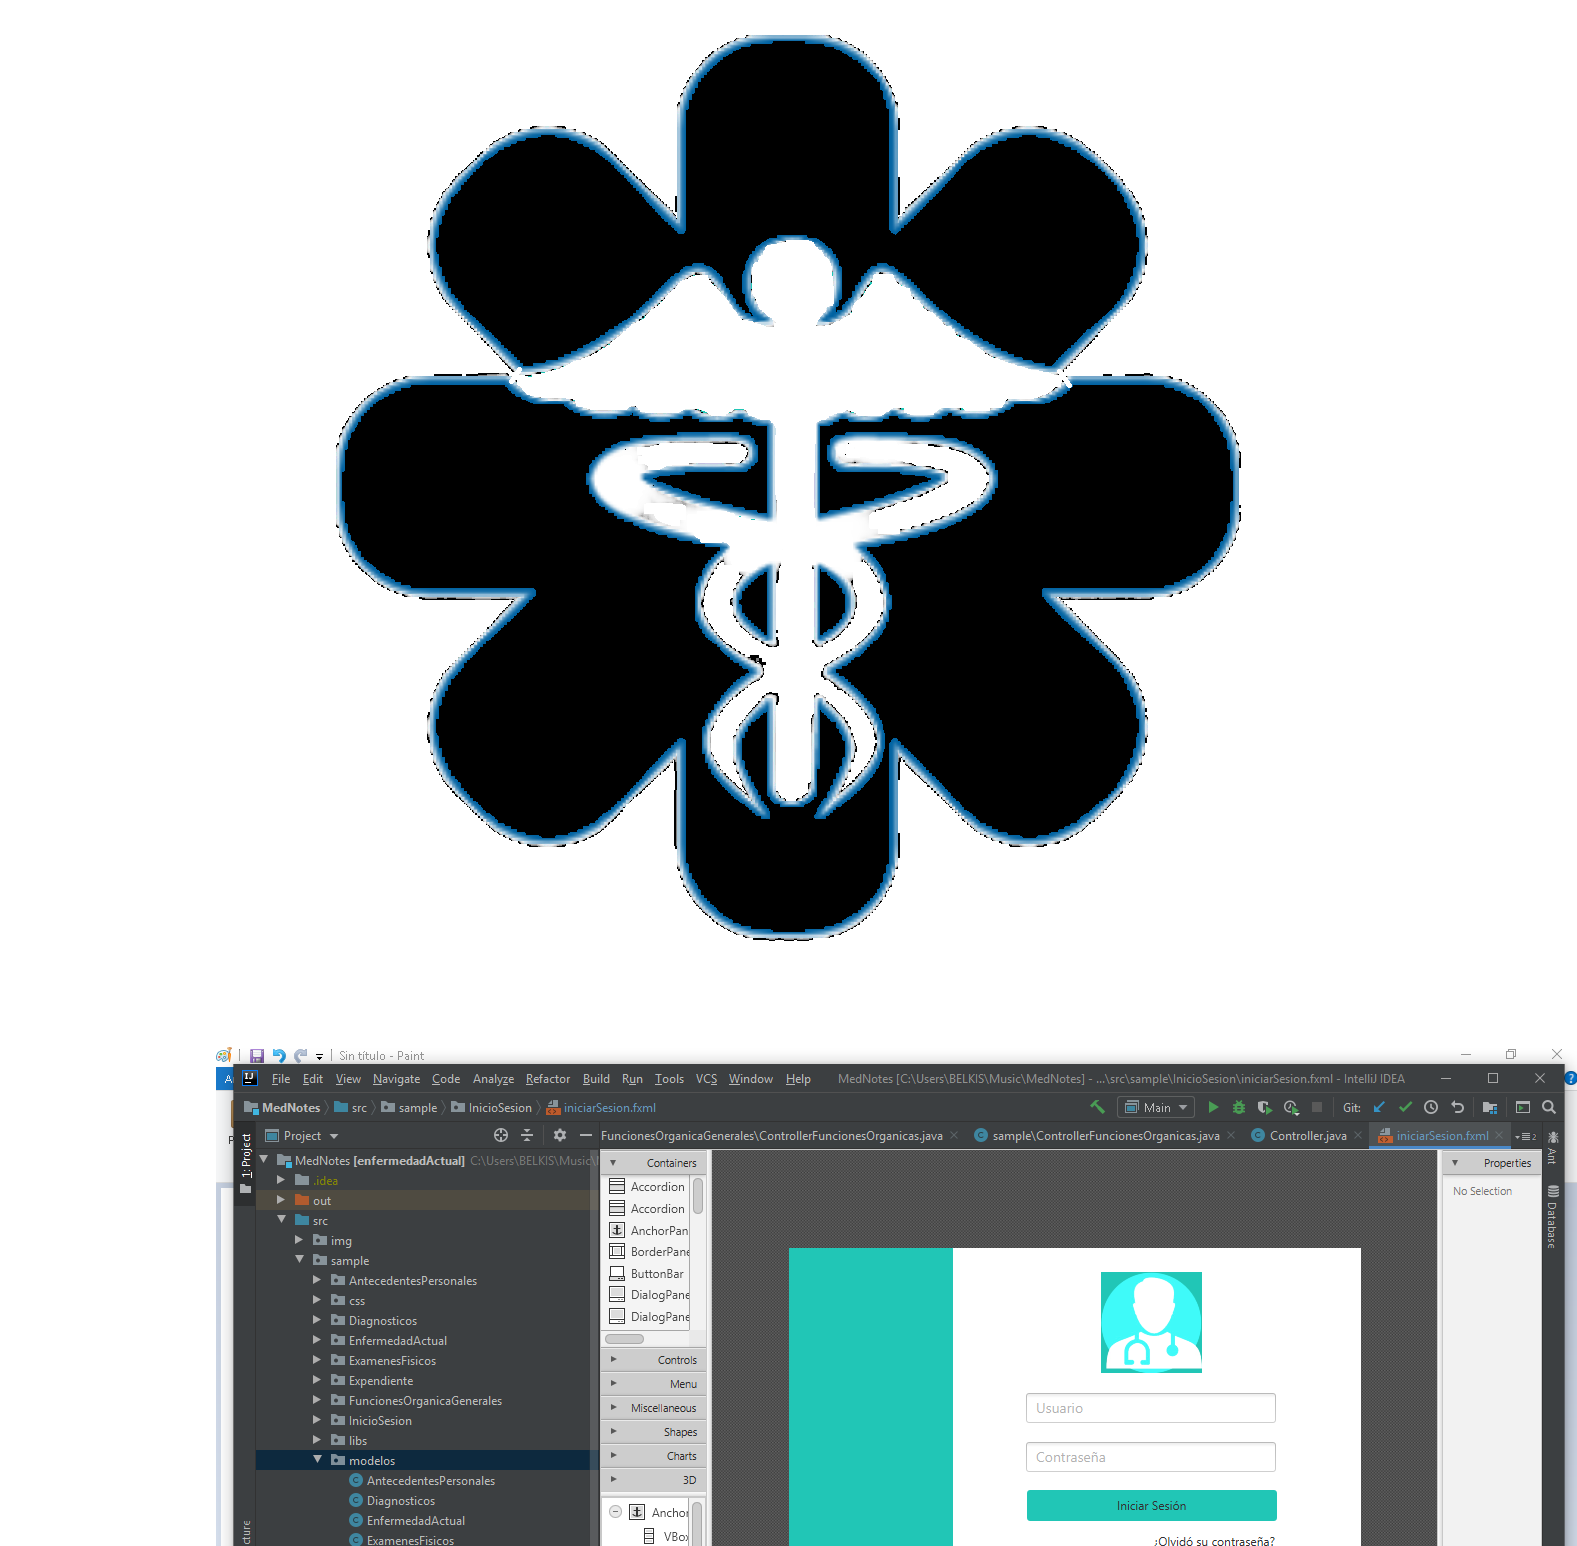 Sin título - Paint
File Edit View Navigate Code Analyze Refactor Build Run Tools VCS Window Help MedNotes [C:\Users\BELKIS\Music\MedNotes] - ...\src\sample\InicioSesion\iniciarSesion.fxml - IntelliJ IDEA
MedNotes src sample InicioSesion iniciarSesion.fxml Main Git:
Project FuncionesOrganicaGenerales\ControllerFuncionesOrganicas.java sample\ControllerFuncionesOrganicas.java Controller.java iniciarSesion.fxml
1: Project
Ant
Database
MedNotes [enfermedadActual] C:\Users\BELKIS\Music\
.idea
out
src
img
sample
AntecedentesPersonales
css
Diagnosticos
EnfermedadActual
ExamenesFisicos
Expendiente
FuncionesOrganicaGenerales
InicioSesion
libs
modelos
AntecedentesPersonales
Diagnosticos
EnfermedadActual
ExamenesFisicos
Containers
Accordion
Accordion
AnchorPan
BorderPane
ButtonBar
DialogPane
DialogPane
Controls
Menu
Miscellaneous
Shapes
Charts
3D
Anchor
VBox
Usuario
Contraseña
Iniciar Sesión
¿Olvidó su contraseña?
Properties
No Selection